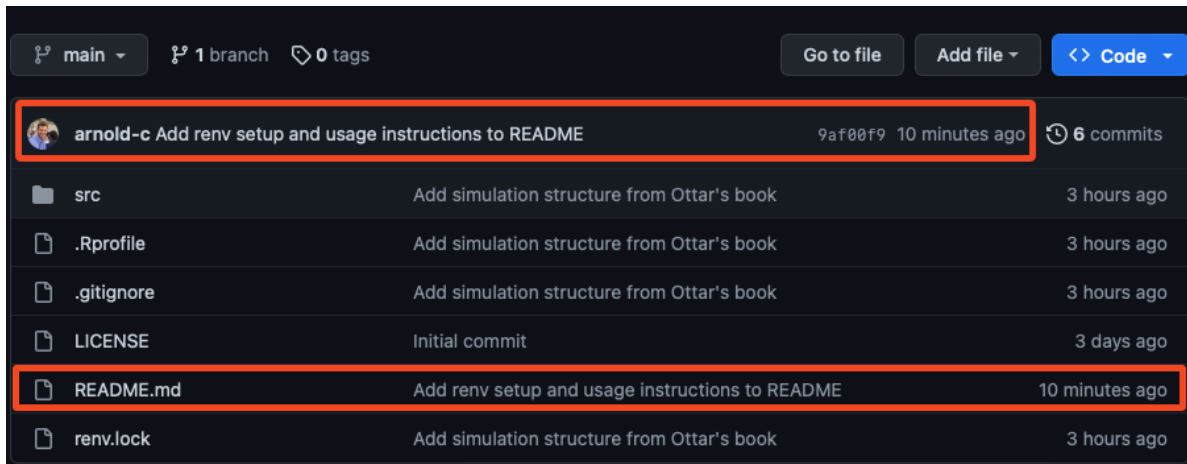 main 1 branch 0 tags Go to file Add file Code
arnold-c Add renv setup and usage instructions to README 9af00f9 10 minutes ago 6 commits
src Add simulation structure from Ottar's book 3 hours ago
.Rprofile Add simulation structure from Ottar's book 3 hours ago
.gitignore Add simulation structure from Ottar's book 3 hours ago
LICENSE Initial commit 3 days ago
README.md Add renv setup and usage instructions to README 10 minutes ago
renv.lock Add simulation structure from Ottar's book 3 hours ago